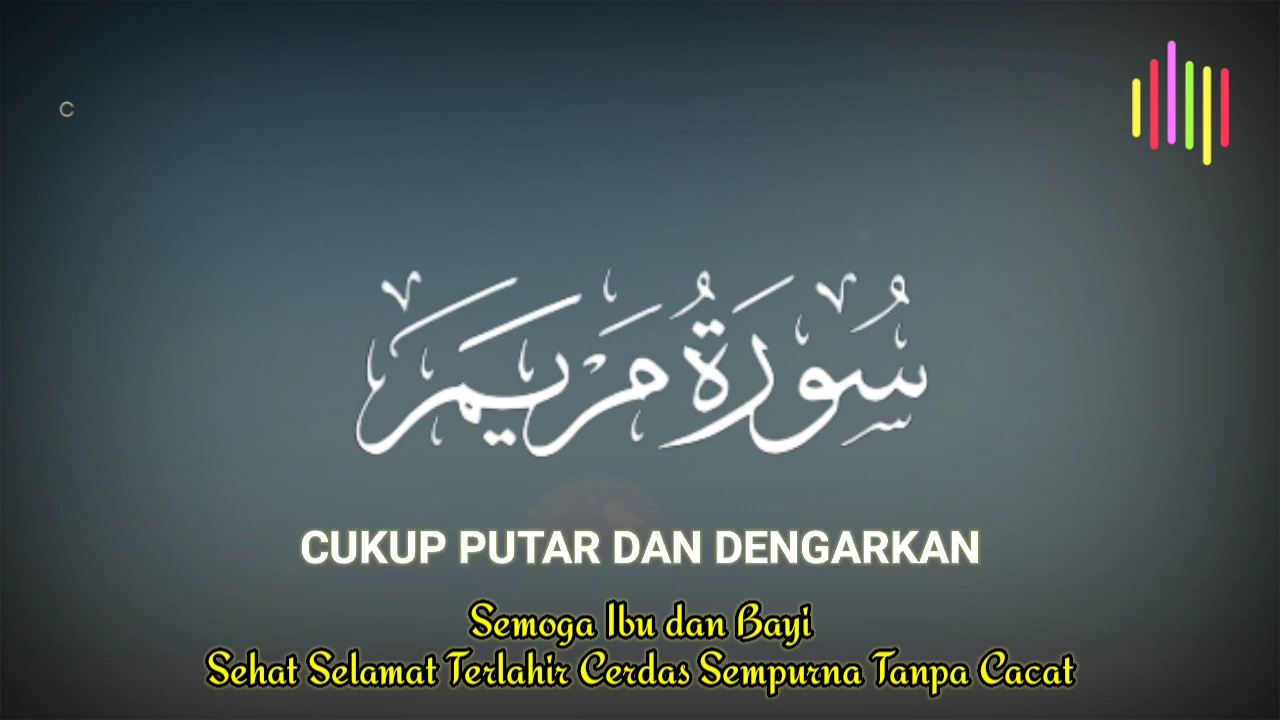 C
سُورَةُ مَرْيَمَ
CUKUP PUTAR DAN DENGARKAN
Semoga Ibu dan Bayi
Sehat Selamat Terlahir Cerdas Sempurna Tanpa Cacat